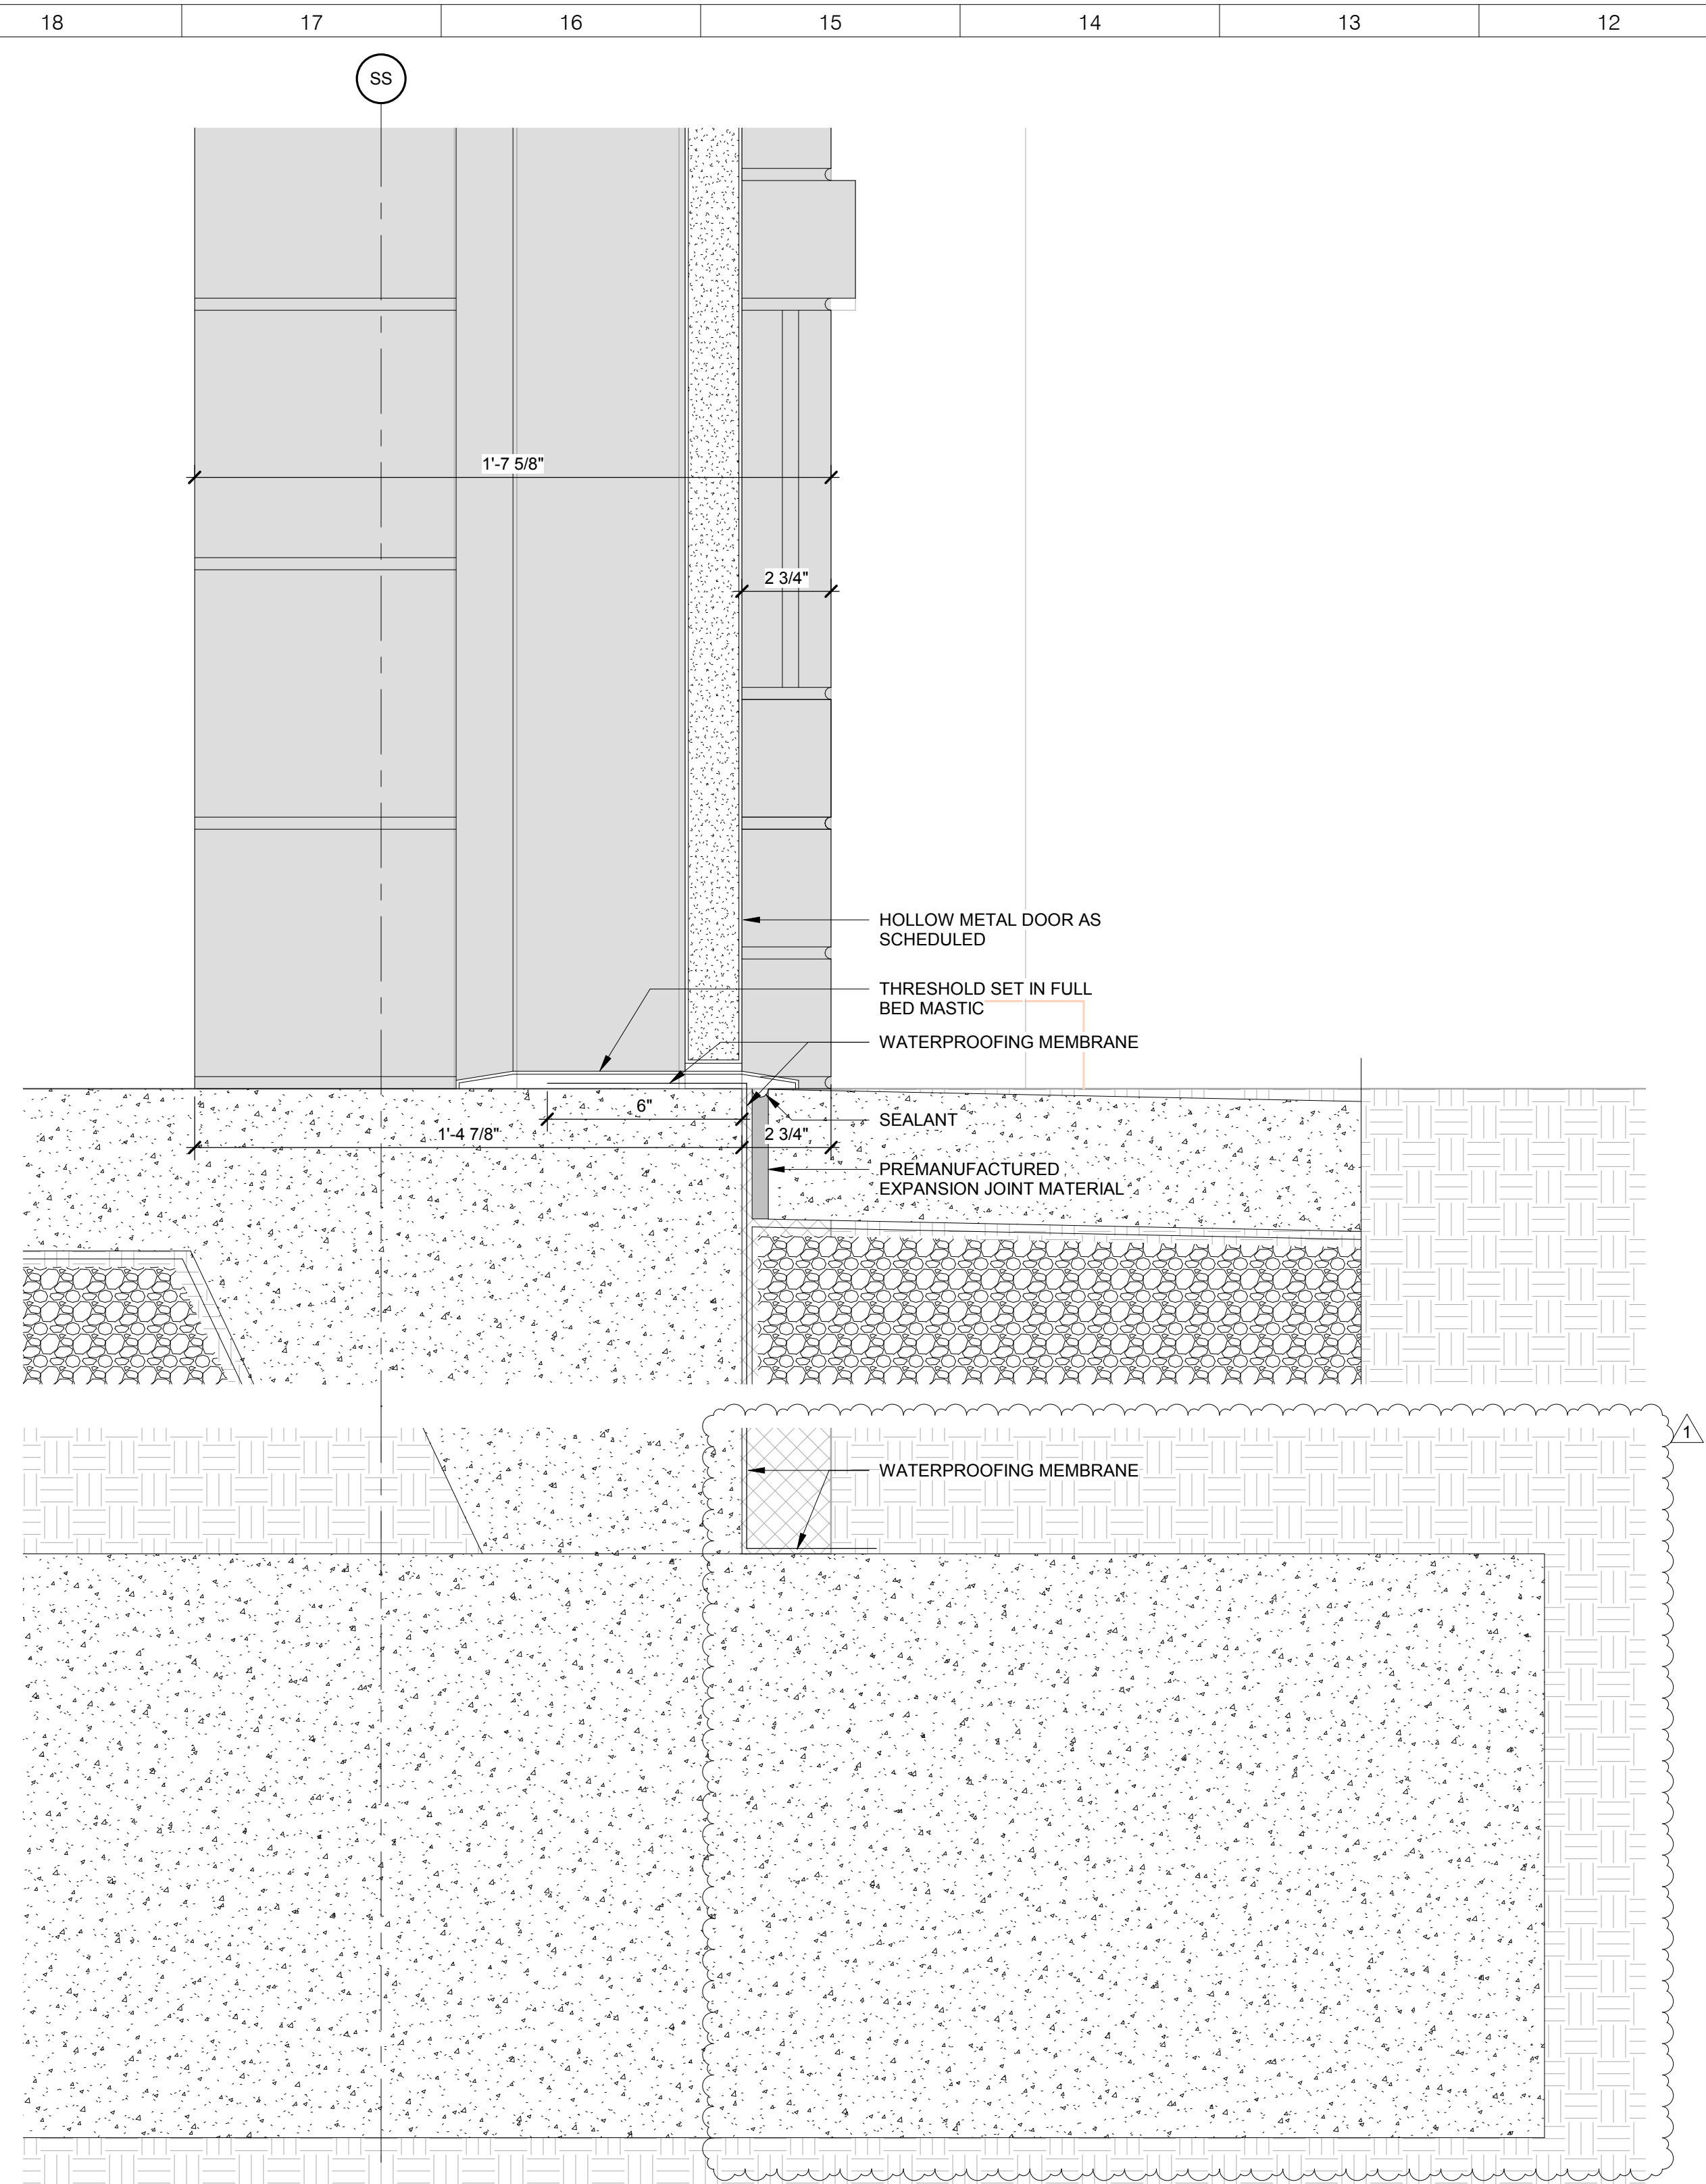 18 17 16 15 14 13 12
SS
1'-7 5/8"
2 3/4"
HOLLOW METAL DOOR AS
SCHEDULED
THRESHOLD SET IN FULL
BED MASTIC
WATERPROOFING MEMBRANE
6"
SEALANT
1'-4 7/8"
2 3/4"
PREMANUFACTURED
EXPANSION JOINT MATERIAL
1
WATERPROOFING MEMBRANE